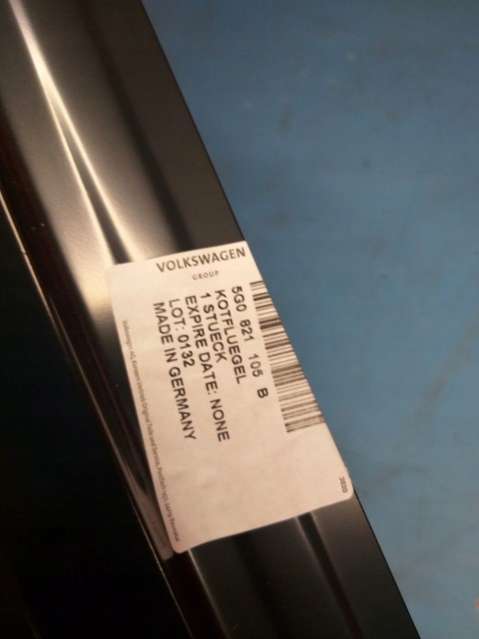 VOLKSWAGEN
GROUP
5G0 821 105 B
KOTFLUEGEL
1 STUECK
EXPIRE DATE: NONE
LOT: 0132
MADE IN GERMANY